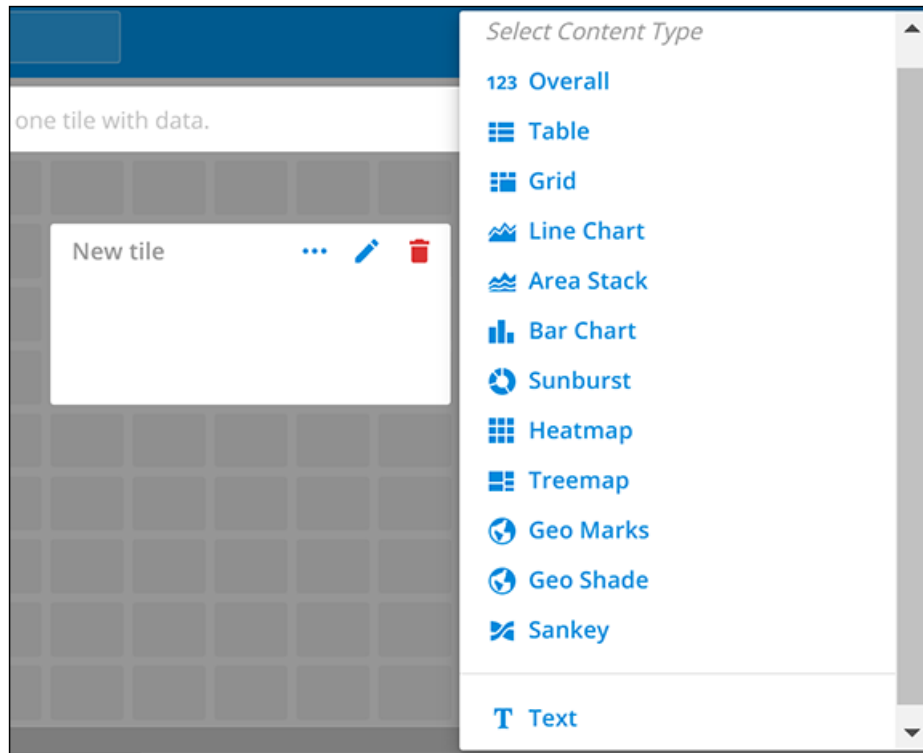 Select Content Type
123 Overall
one tile with data.
Table
Grid
New tile
Line Chart
Area Stack
Bar Chart
Sunburst
Heatmap
Treemap
Geo Marks
Geo Shade
Sankey
T Text